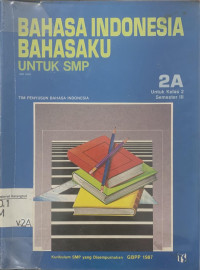 BAHASA INDONESIA
BAHASAKU
UNTUK SMP
2A
Untuk Kelas 2
Semester III
TIM PENYUSUN BAHASA INDONESIA
Kurikulum SMP yang Disempurnakan GBPP 1987